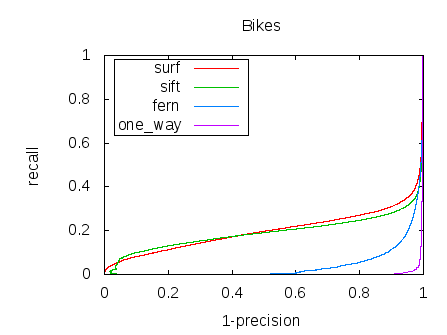 Bikes
surf
sift
fern
one_way
recall
1
0.8
0.6
0.4
0.2
0
0 0.2 0.4 0.6 0.8 1
1-precision